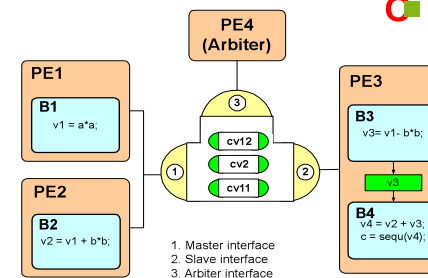 PE4
(Arbiter)
PE1
B1
v1 = a*a;
PE2
B2
v2 = v1 + b*b;
3
cv12
cv2
cv11
1
2
PE3
B3
v3= v1- b*b;
v3
B4
v4 = v2 + v3;
c = sequ(v4);
1. Master interface
2. Slave interface
3. Arbiter interface